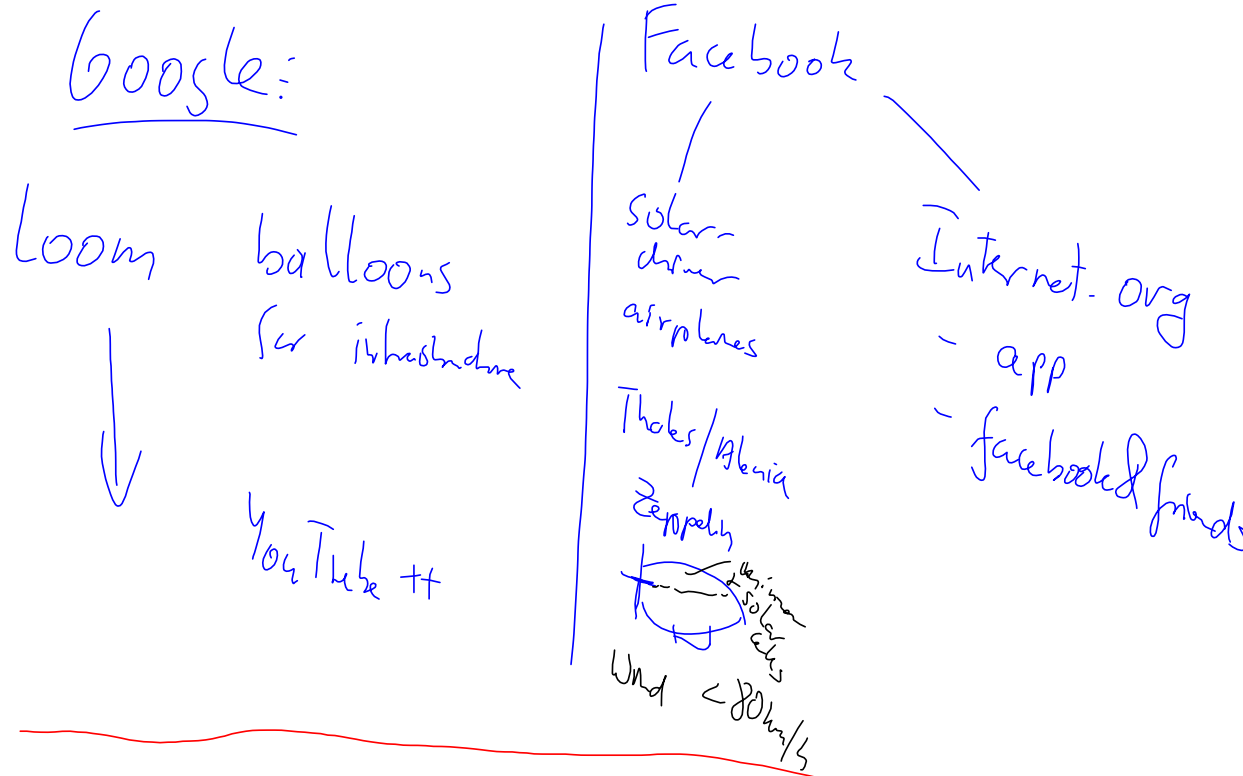 Google:
Loom balloons
for infrastructure
YouTube ++
Facebook
solar-
driven
airplanes
Thales/Alenia
Zeppelin
solar
cells
Wind < 80km/h
Internet.org
- app
- facebook & friends